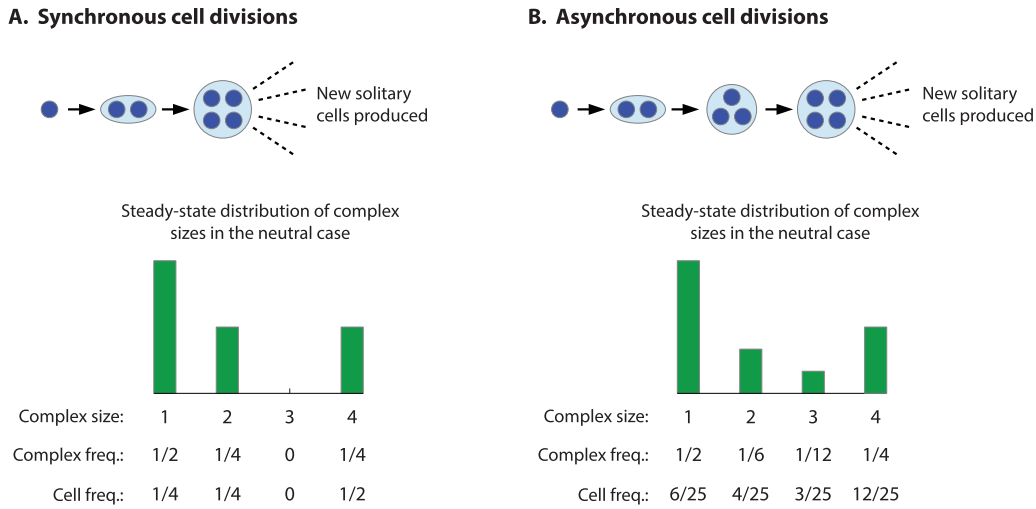 A. Synchronous cell divisions
New solitary
cells produced
Steady-state distribution of complex
sizes in the neutral case
Complex size: 1 2 3 4
Complex freq.: 1/2 1/4 0 1/4
Cell freq.: 1/4 1/4 0 1/2
B. Asynchronous cell divisions
New solitary
cells produced
Steady-state distribution of complex
sizes in the neutral case
Complex size: 1 2 3 4
Complex freq.: 1/2 1/6 1/12 1/4
Cell freq.: 6/25 4/25 3/25 12/25